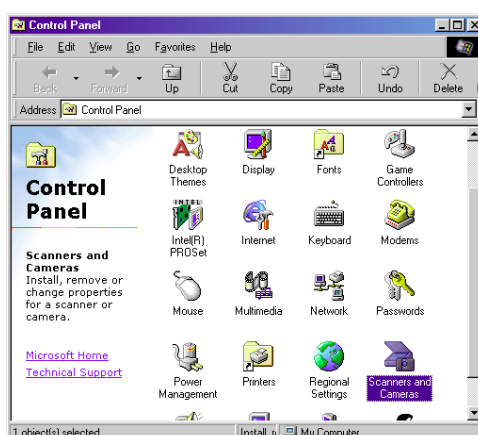 Control Panel
File Edit View Go Favorites Help
Back Forward Up Cut Copy Paste Undo Delete
Address Control Panel
Control
Panel
Scanners and
Cameras
Install, remove or
change properties
for a scanner or
camera.
Microsoft Home
Technical Support
Desktop
Themes
Display
Fonts
Game
Controllers
INTEL
Intel(R)
PROSet
Internet
Keyboard
Modems
Mouse
Multimedia
Network
Passwords
Power
Management
Printers
Regional
Settings
Scanners and
Cameras
1 object(s) selected
Install, My Computer